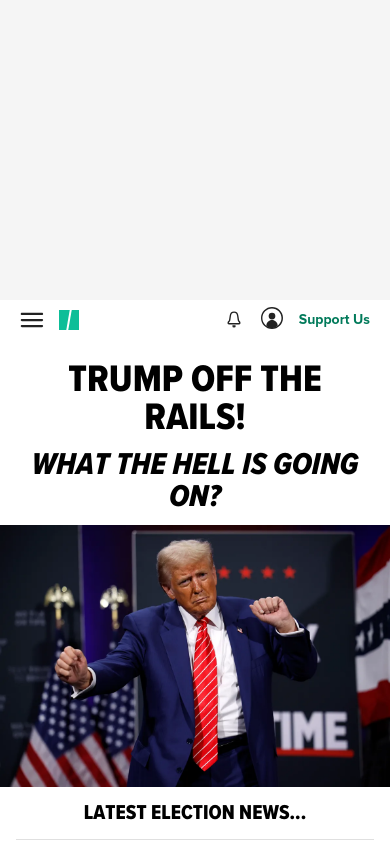 Support Us
TRUMP OFF THE
RAILS!
WHAT THE HELL IS GOING
ON?
TIME
LATEST ELECTION NEWS...